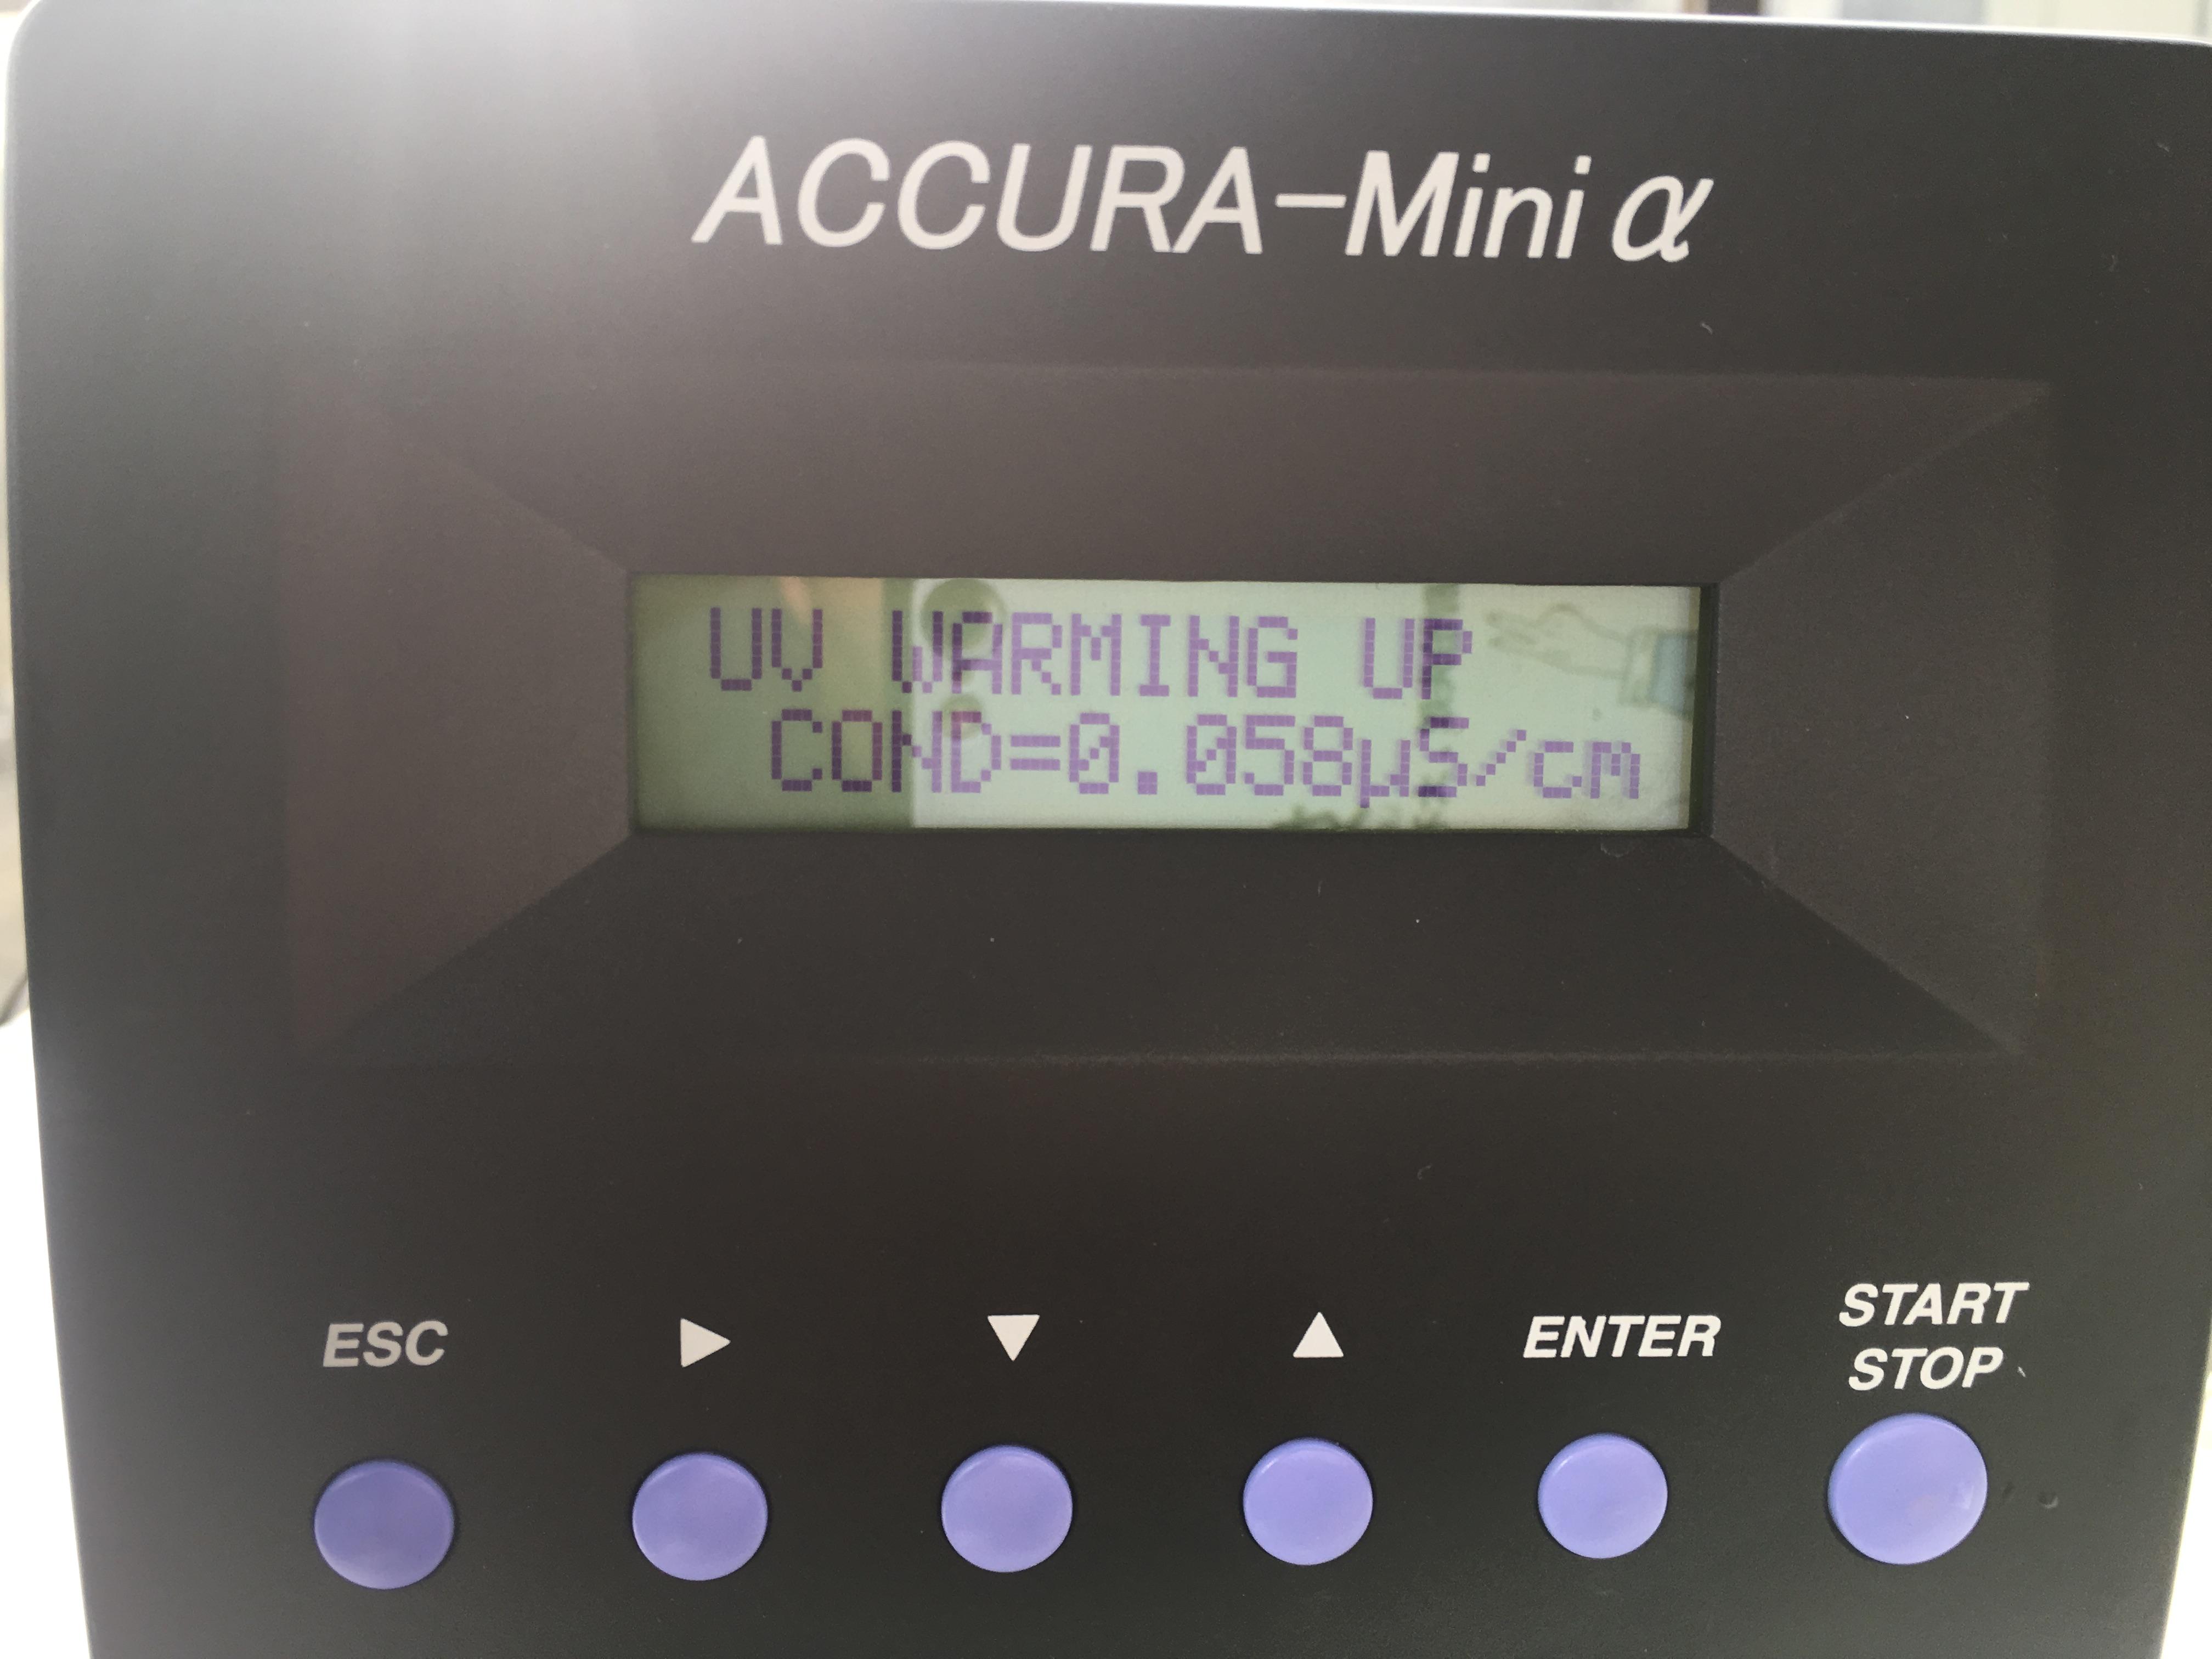 ACCURA-Mini α
UV WARMING UP
COND=0.058µS/cm
ESC ▶ ▼ ▲ ENTER START
STOP